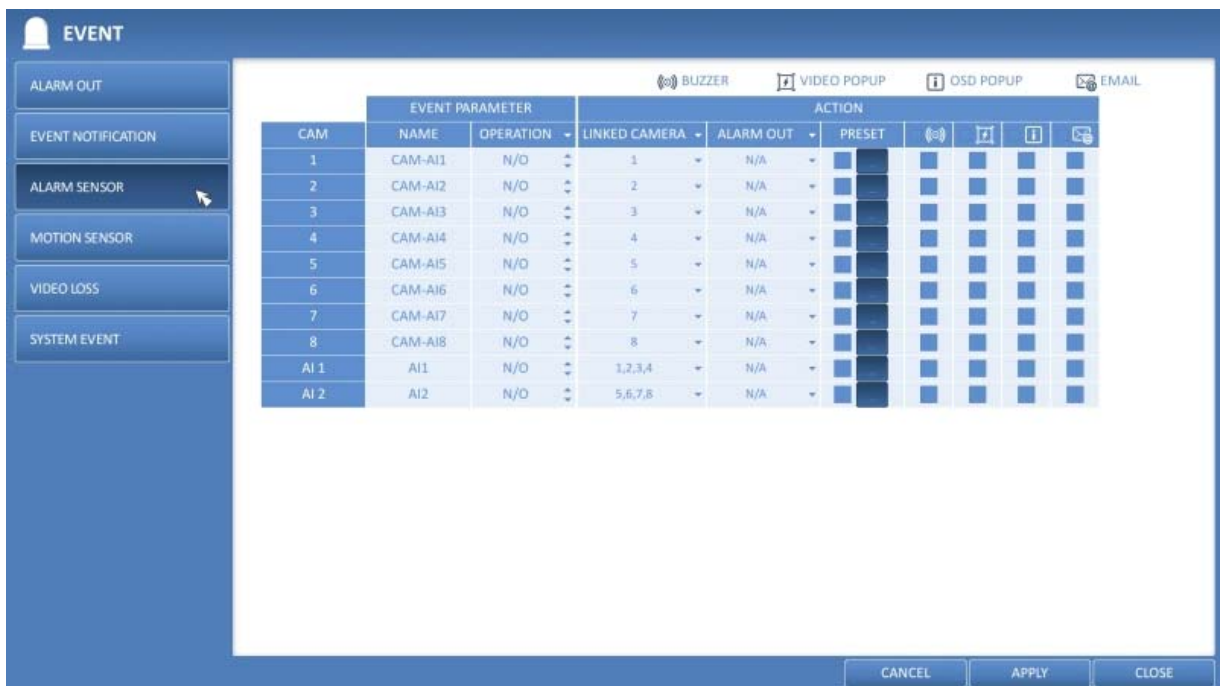 EVENT
ALARM OUT
EVENT NOTIFICATION
ALARM SENSOR
MOTION SENSOR
VIDEO LOSS
SYSTEM EVENT
BUZZER VIDEO POPUP OSD POPUP EMAIL
EVENT PARAMETER ACTION
CAM NAME OPERATION LINKED CAMERA ALARM OUT PRESET
1 CAM-AI1 N/O 1 N/A
2 CAM-AI2 N/O 2 N/A
3 CAM-AI3 N/O 3 N/A
4 CAM-AI4 N/O 4 N/A
5 CAM-AI5 N/O 5 N/A
6 CAM-AI6 N/O 6 N/A
7 CAM-AI7 N/O 7 N/A
8 CAM-AI8 N/O 8 N/A
AI 1 AI1 N/O 1,2,3,4 N/A
AI 2 AI2 N/O 5,6,7,8 N/A
CANCEL APPLY CLOSE